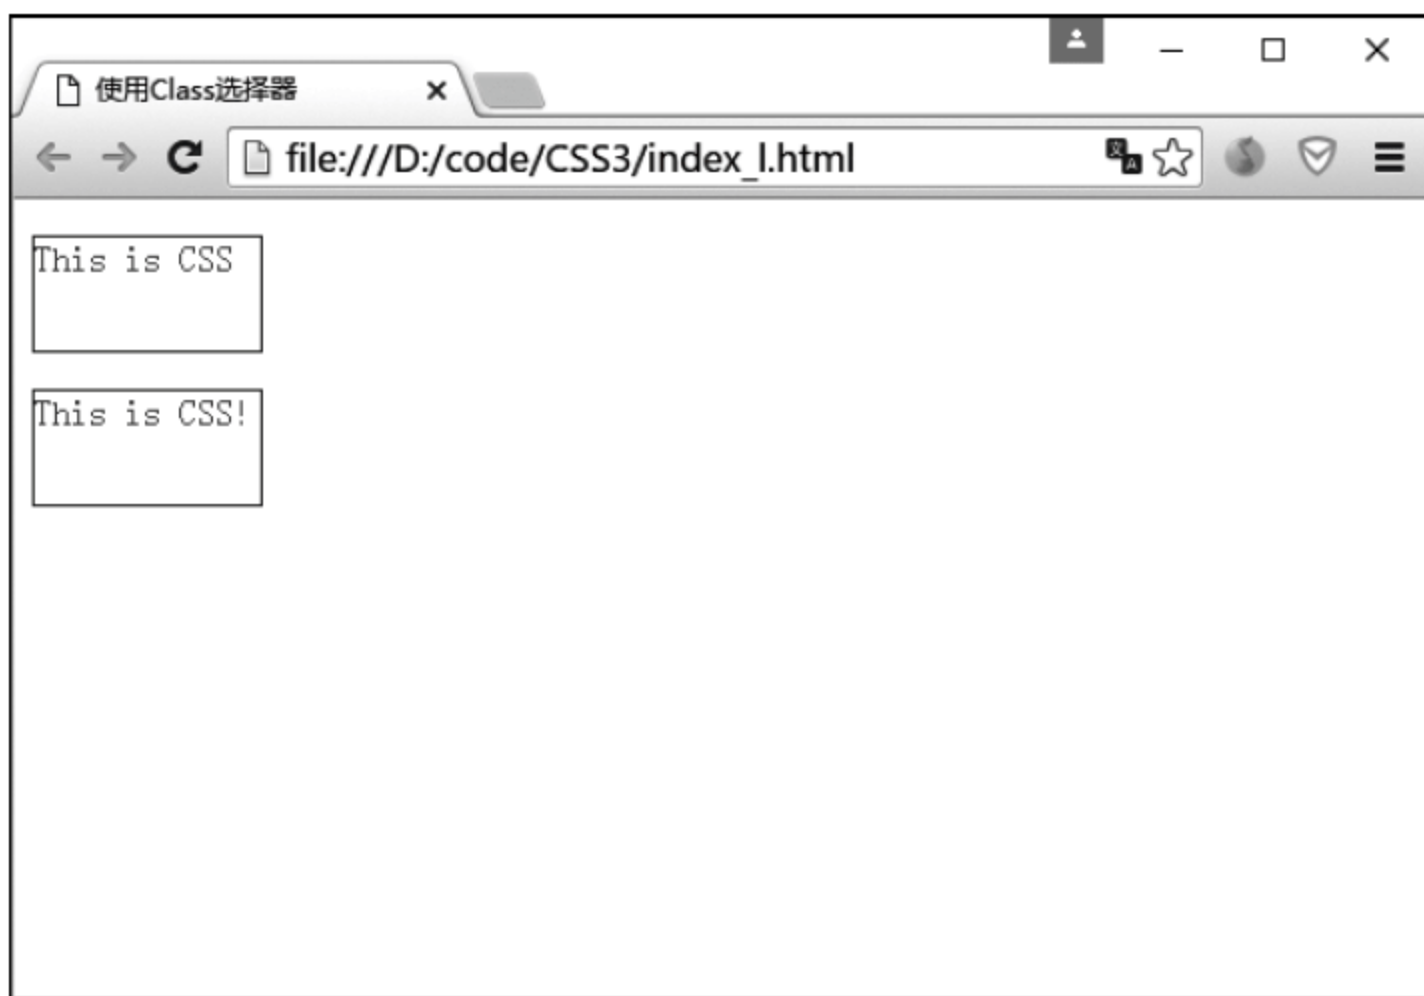 使用Class选择器
file:///D:/code/CSS3/index_l.html
This is CSS
This is CSS!